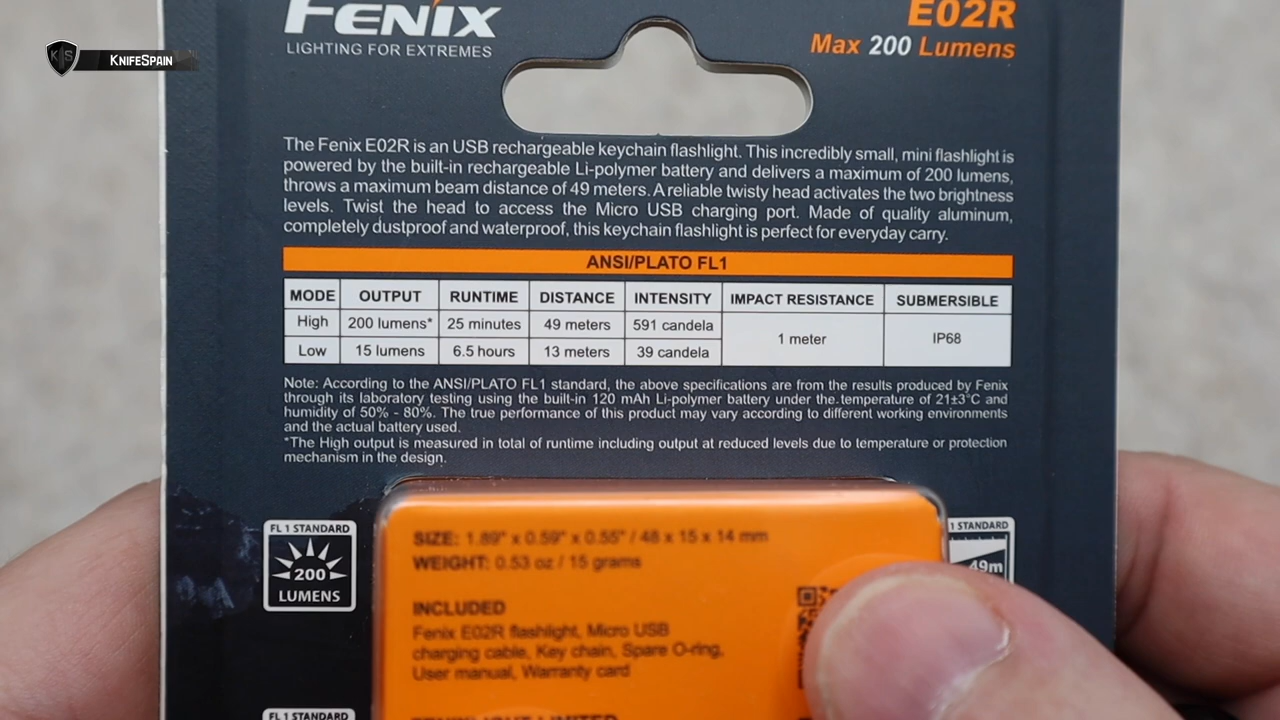 FENIX
LIGHTING FOR EXTREMES
E02R
Max 200 Lumens
KS
KNIFESPAIN
The Fenix E02R is an USB rechargeable keychain flashlight. This incredibly small, mini flashlight is
powered by the built-in rechargeable Li-polymer battery and delivers a maximum of 200 lumens,
throws a maximum beam distance of 49 meters. A reliable twisty head activates the two brightness
levels. Twist the head to access the Micro USB charging port. Made of quality aluminum,
completely dustproof and waterproof, this keychain flashlight is perfect for everyday carry.
ANSI/PLATO FL1
MODE OUTPUT RUNTIME DISTANCE INTENSITY IMPACT RESISTANCE SUBMERSIBLE
High 200 lumens* 25 minutes 49 meters 591 candela 1 meter IP68
Low 15 lumens 6.5 hours 13 meters 39 candela
Note: According to the ANSI/PLATO FL1 standard, the above specifications are from the results produced by Fenix
through its laboratory testing using the built-in 120 mAh Li-polymer battery under the temperature of 21±3°C and
humidity of 50% - 80%. The true performance of this product may vary according to different working environments
and the actual battery used.
*The High output is measured in total of runtime including output at reduced levels due to temperature or protection
mechanism in the design.
FL 1 STANDARD
200
LUMENS
SIZE: 1.89" x 0.59" x 0.55" / 48 x 15 x 14 mm
WEIGHT: 0.53 oz / 15 grams
INCLUDED
Fenix E02R flashlight, Micro USB
charging cable, Key chain, Spare O-ring,
User manual, Warranty card
1 STANDARD
49m
FL 1 STANDARD
FENIXLIGHT LIMITED